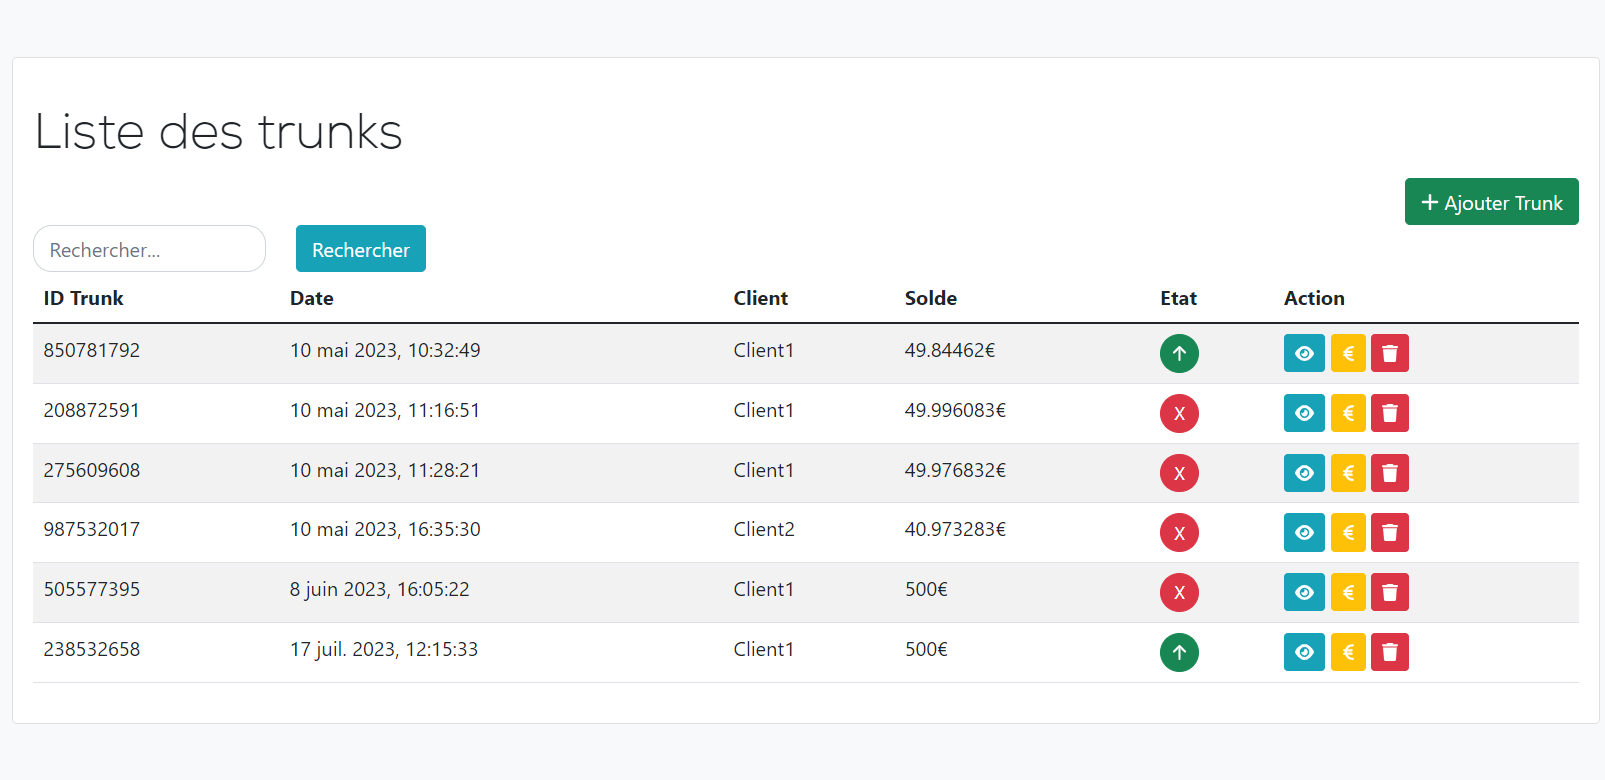 Liste des trunks
+ Ajouter Trunk
Rechercher... Rechercher
ID Trunk Date Client Solde Etat Action
850781792 10 mai 2023, 10:32:49 Client1 49.84462€ ↑ €
208872591 10 mai 2023, 11:16:51 Client1 49.996083€ X €
275609608 10 mai 2023, 11:28:21 Client1 49.976832€ X €
987532017 10 mai 2023, 16:35:30 Client2 40.973283€ X €
505577395 8 juin 2023, 16:05:22 Client1 500€ X €
238532658 17 juil. 2023, 12:15:33 Client1 500€ ↑ €